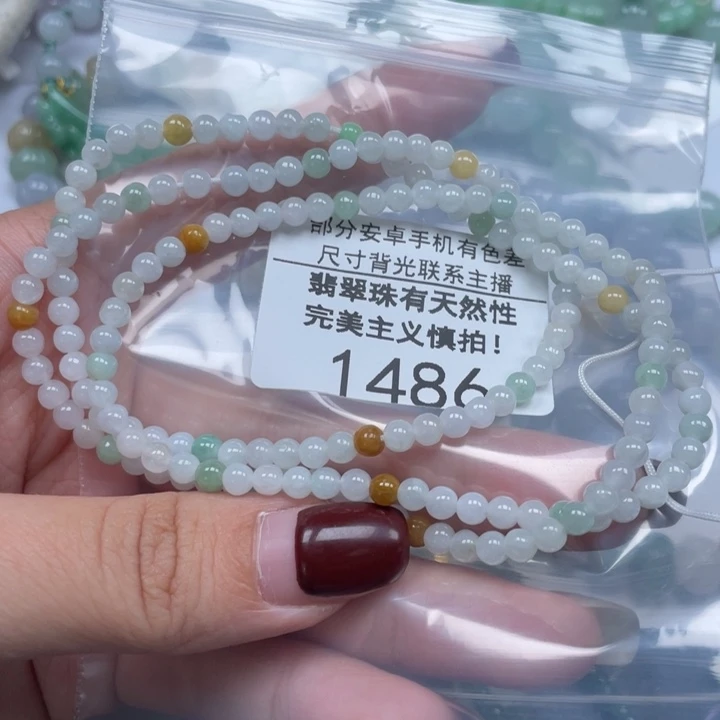 部分安卓手机有色差
尺寸背光联系主播
翡翠珠有天然性
完美主义慎拍！
1486